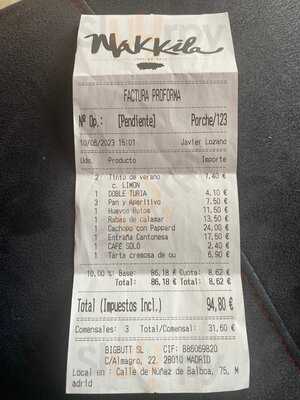 Makkila
FACTURA PROFORMA
Nº Op.: [Pendiente] Porche/123
10/06/2023 15:01 Javier Lozano
Uds. Producto Importe
2 Tinto de verano 7,40 €
c. LIMON
1 DOBLE TURIA 4,10 €
3 Pan y Aperitivo 7,50 €
1 Huevos Rotos 11,50 €
1 Rabas de calamar 13,50 €
1 Cachopo con Pappard 24,00 €
1 Entraña Cantonesa 17,50 €
1 CAFE SOLO 2,40 €
1 Tarta cremosa de qu 6,90 €
10,00 % Base: 86,18 € Cuota: 8,62 €
Total: 86,18 € Total: 8,62 €
Total (Impuestos Incl.) 94,80 €
Comensales: 3 Total/Comensal: 31,60 €
BIGBUTT SL CIF: B86069820
C/Almagro, 22 28010 MADRID
Local en : Calle de Núñez de Balboa, 75, M
adrid